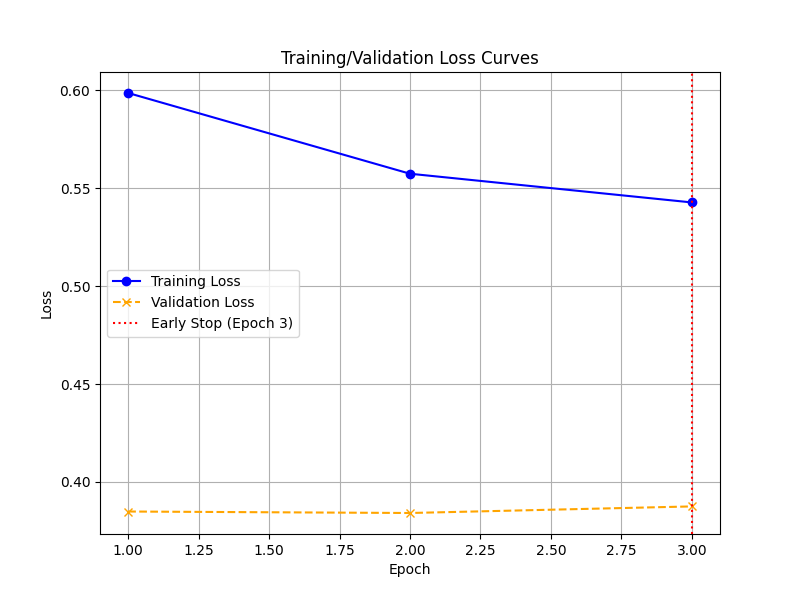 Training/Validation Loss Curves
0.60
0.55
0.50
0.45
0.40
Loss
Training Loss
Validation Loss
Early Stop (Epoch 3)
1.00 1.25 1.50 1.75 2.00 2.25 2.50 2.75 3.00
Epoch